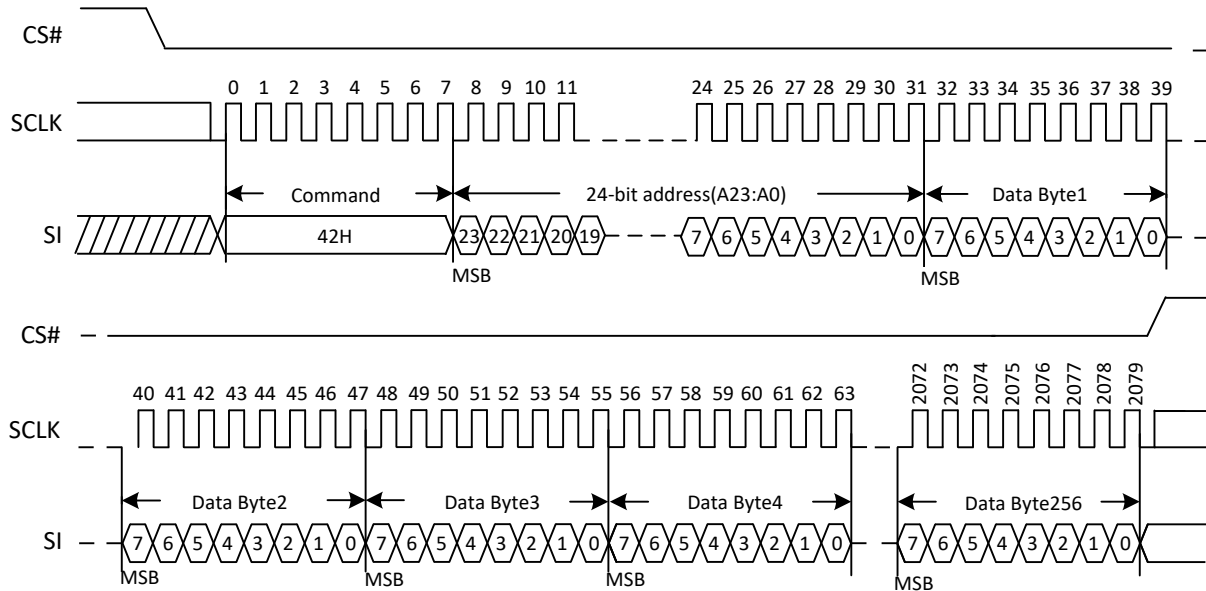 CS#
0 1 2 3 4 5 6 7 8 9 10 11 24 25 26 27 28 29 30 31 32 33 34 35 36 37 38 39
SCLK
Command 24-bit address(A23:A0) Data Byte1
SI 42H 23 22 21 20 19 7 6 5 4 3 2 1 0 7 6 5 4 3 2 1 0
MSB MSB
CS#
40 41 42 43 44 45 46 47 48 49 50 51 52 53 54 55 56 57 58 59 60 61 62 63 2072 2073 2074 2075 2076 2077 2078 2079
SCLK
Data Byte2 Data Byte3 Data Byte4 Data Byte256
SI 7 6 5 4 3 2 1 0 7 6 5 4 3 2 1 0 7 6 5 4 3 2 1 0 7 6 5 4 3 2 1 0
MSB MSB MSB MSB